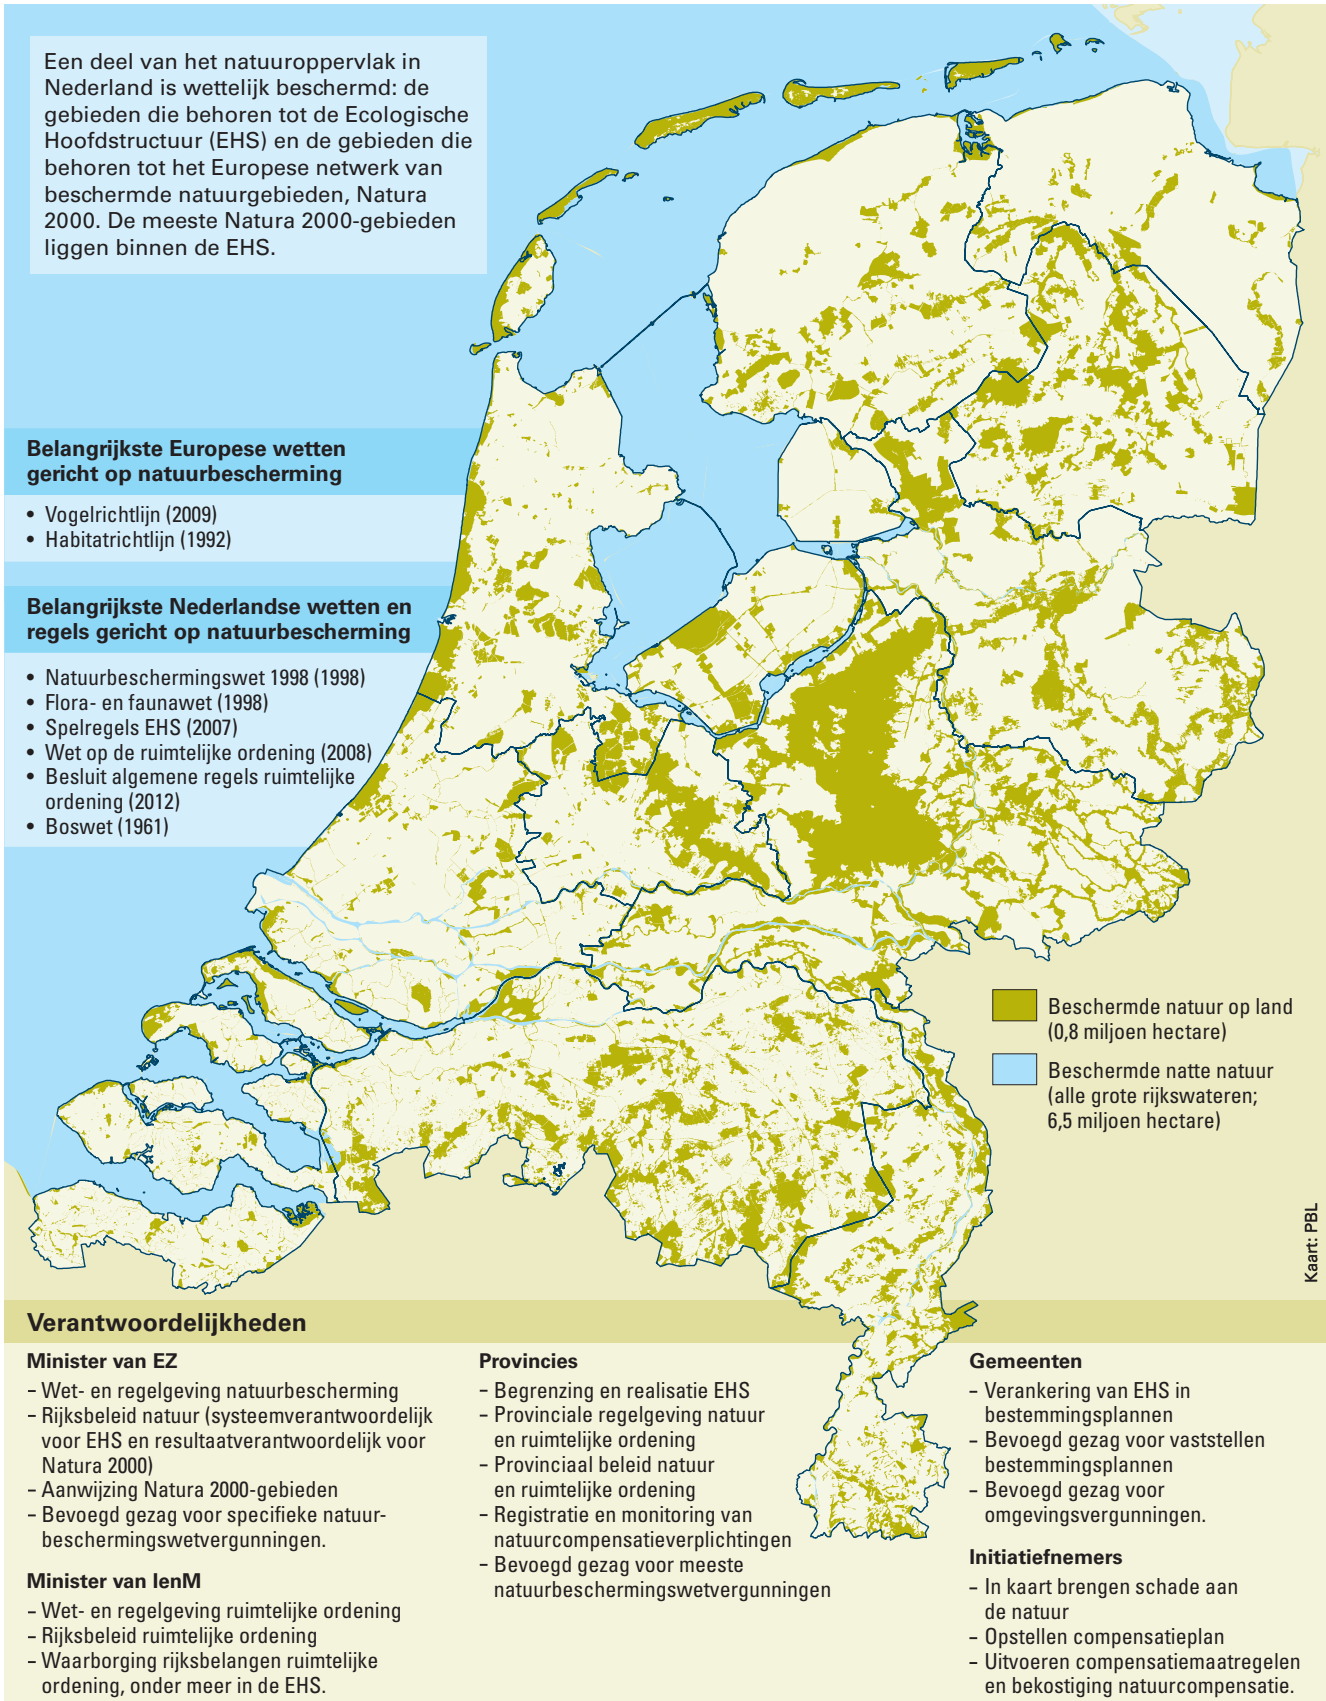 Een deel van het natuuroppervlak in
Nederland is wettelijk beschermd: de
gebieden die behoren tot de Ecologische
Hoofdstructuur (EHS) en de gebieden die
behoren tot het Europese netwerk van
beschermde natuurgebieden, Natura
2000. De meeste Natura 2000-gebieden
liggen binnen de EHS.
Belangrijkste Europese wetten
gericht op natuurbescherming
• Vogelrichtlijn (2009)
• Habitatrichtlijn (1992)
Belangrijkste Nederlandse wetten en
regels gericht op natuurbescherming
• Natuurbeschermingswet 1998 (1998)
• Flora- en faunawet (1998)
• Spelregels EHS (2007)
• Wet op de ruimtelijke ordening (2008)
• Besluit algemene regels ruimtelijke
ordening (2012)
• Boswet (1961)
Beschermde natuur op land
(0,8 miljoen hectare)
Beschermde natte natuur
(alle grote rijkswateren;
6,5 miljoen hectare)
Kaart: PBL
Verantwoordelijkheden
Minister van EZ
– Wet- en regelgeving natuurbescherming
– Rijksbeleid natuur (systeemverantwoordelijk
voor EHS en resultaatverantwoordelijk voor
Natura 2000)
– Aanwijzing Natura 2000-gebieden
– Bevoegd gezag voor specifieke natuur-
beschermingswetvergunningen.
Minister van IenM
– Wet- en regelgeving ruimtelijke ordening
– Rijksbeleid ruimtelijke ordening
– Waarborging rijksbelangen ruimtelijke
ordening, onder meer in de EHS.
Provincies
– Begrenzing en realisatie EHS
– Provinciale regelgeving natuur
en ruimtelijke ordening
– Provinciaal beleid natuur
en ruimtelijke ordening
– Registratie en monitoring van
natuurcompensatieverplichtingen
– Bevoegd gezag voor meeste
natuurbeschermingswetvergunningen
Gemeenten
– Verankering van EHS in
bestemmingsplannen
– Bevoegd gezag voor vaststellen
bestemmingsplannen
– Bevoegd gezag voor
omgevingsvergunningen.
Initiatiefnemers
– In kaart brengen schade aan
de natuur
– Opstellen compensatieplan
– Uitvoeren compensatiemaatregelen
en bekostiging natuurcompensatie.